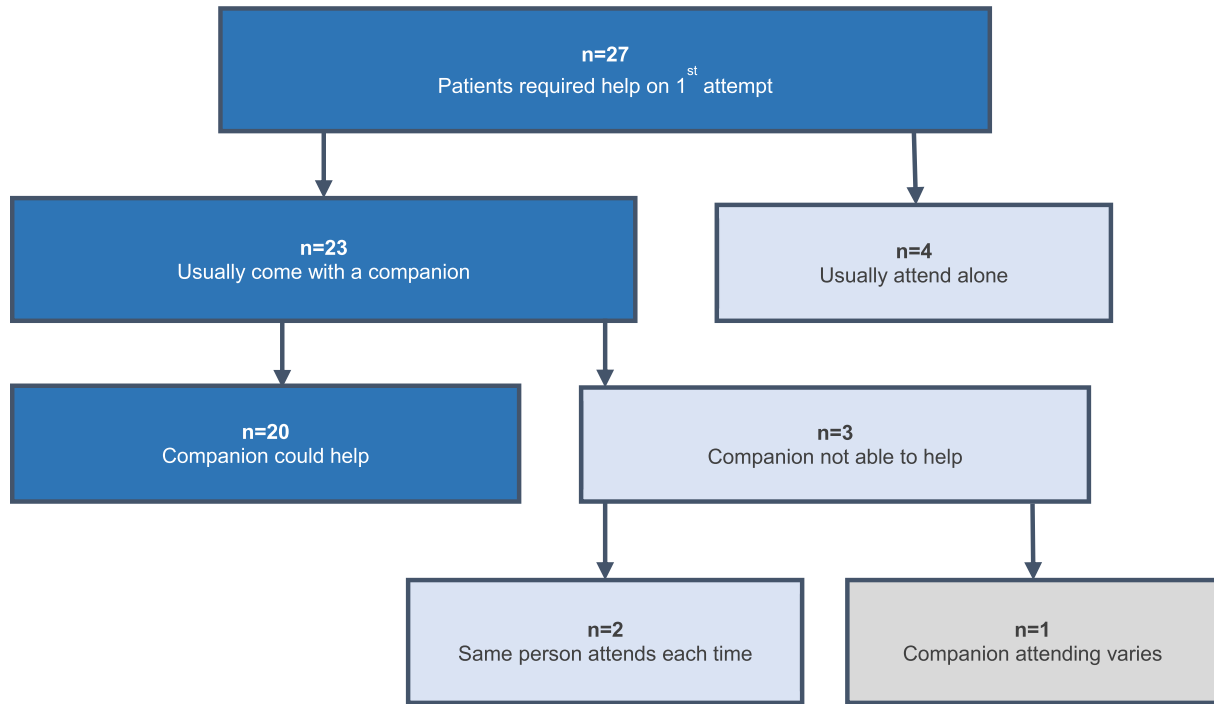 n=27
Patients required help on 1st attempt
n=23
Usually come with a companion
n=4
Usually attend alone
n=20
Companion could help
n=3
Companion not able to help
n=2
Same person attends each time
n=1
Companion attending varies